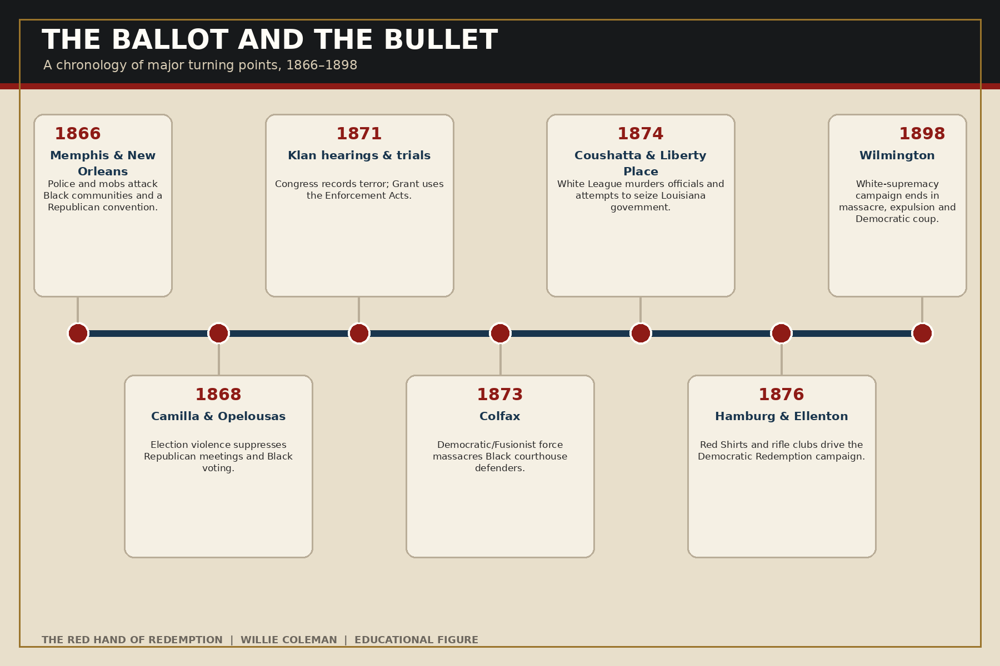 THE BALLOT AND THE BULLET
A chronology of major turning points, 1866–1898
1866
Memphis & New
Orleans
Police and mobs attack
Black communities and a
Republican convention.
1871
Klan hearings & trials
Congress records terror; Grant uses
the Enforcement Acts.
1874
Coushatta & Liberty
Place
White League murders officials and
attempts to seize Louisiana
government.
1898
Wilmington
White-supremacy
campaign ends in
massacre, expulsion and
Democratic coup.
1868
Camilla & Opelousas
Election violence suppresses
Republican meetings and Black
voting.
1873
Colfax
Democratic/Fusionist force
massacres Black courthouse
defenders.
1876
Hamburg & Ellenton
Red Shirts and rifle clubs drive the
Democratic Redemption campaign.
THE RED HAND OF REDEMPTION | WILLIE COLEMAN | EDUCATIONAL FIGURE